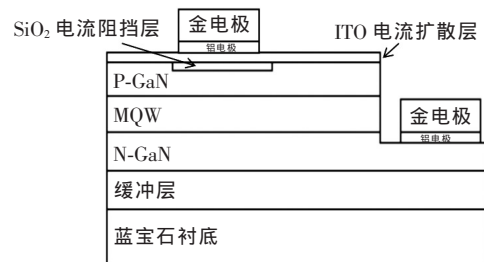 金电极
SiO₂ 电流阻挡层
ITO 电流扩散层
铝电极
P-GaN
MQW
金电极
铝电极
N-GaN
缓冲层
蓝宝石衬底